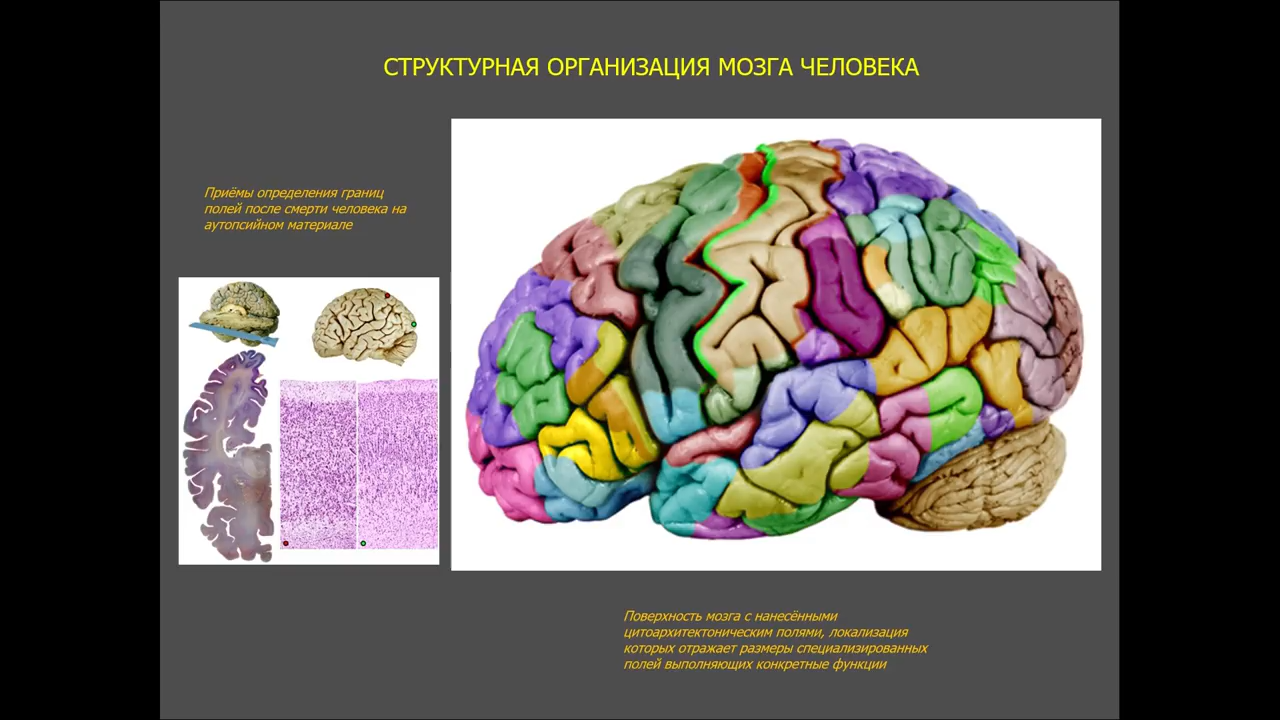 СТРУКТУРНАЯ ОРГАНИЗАЦИЯ МОЗГА ЧЕЛОВЕКА
Приёмы определения границ
полей после смерти человека на
аутопсийном материале
Поверхность мозга с нанесёнными
цитоархитектоническим полями, локализация
которых отражает размеры специализированных
полей выполняющих конкретные функции